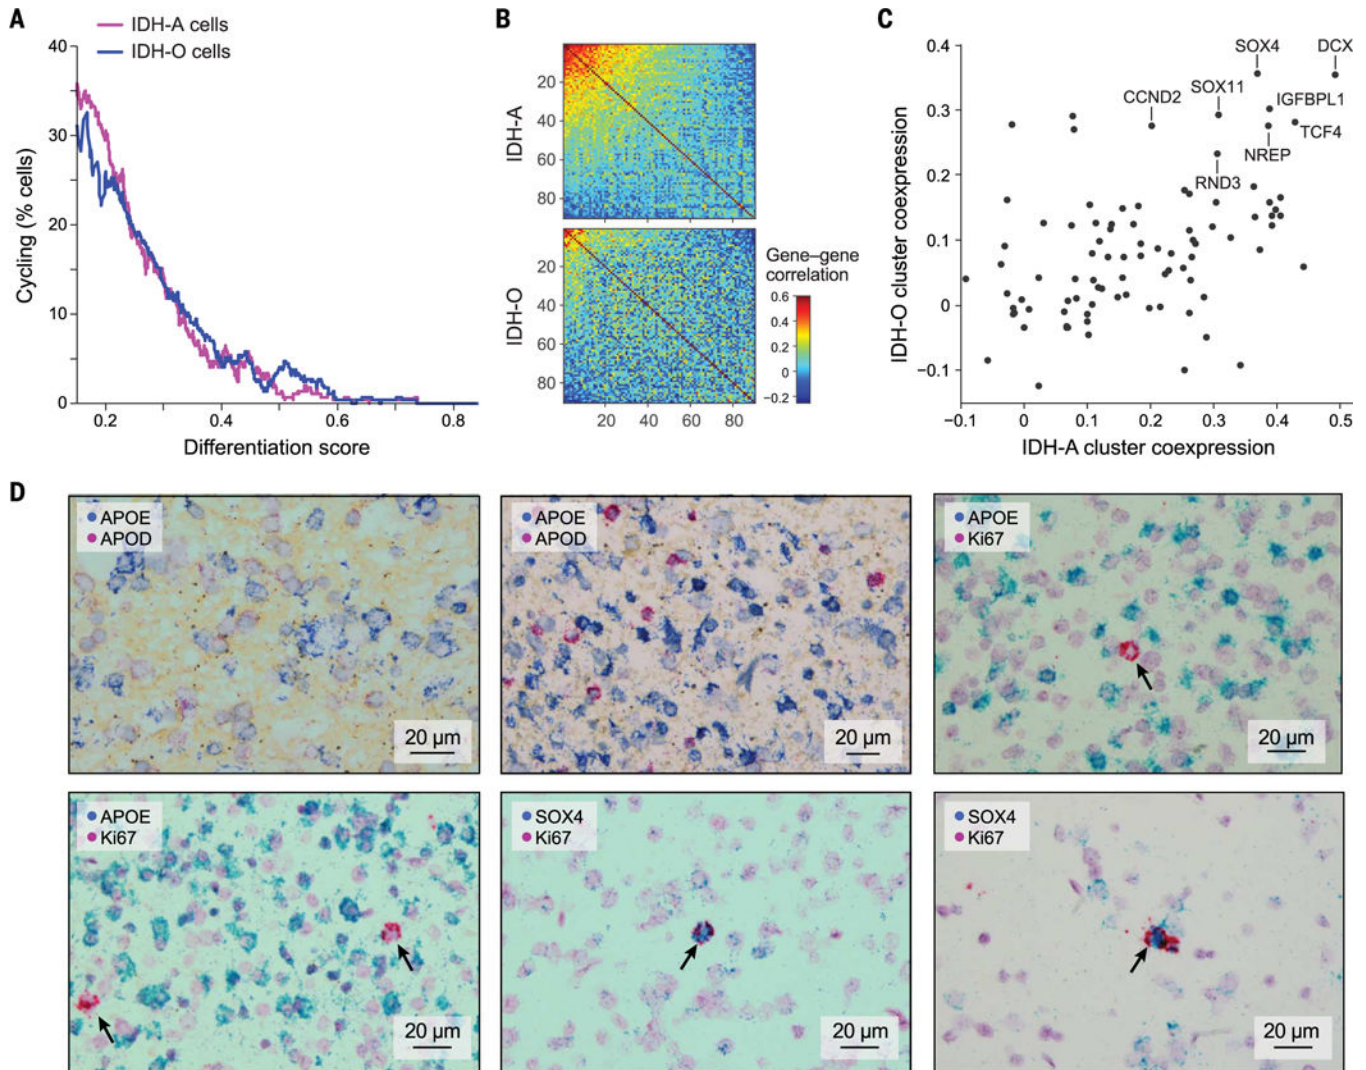 A
IDH-A cells
IDH-O cells
40
30
20
10
0
Cycling (% cells)
0.2
0.4
0.6
0.8
Differentiation score
B
IDH-A
20
40
60
80
IDH-O
20
40
60
80
20
40
60
80
Gene–gene
correlation
0.6
0.4
0.2
0
−0.2
C
0.4
0.3
0.2
0.1
0
−0.1
IDH-O cluster coexpression
SOX4
DCX
SOX11
IGFBPL1
CCND2
TCF4
NREP
RND3
−0.1
0
0.1
0.2
0.3
0.4
0.5
IDH-A cluster coexpression
D
APOE
APOD
20 µm
APOE
APOD
20 µm
APOE
Ki67
20 µm
APOE
Ki67
20 µm
SOX4
Ki67
20 µm
SOX4
Ki67
20 µm